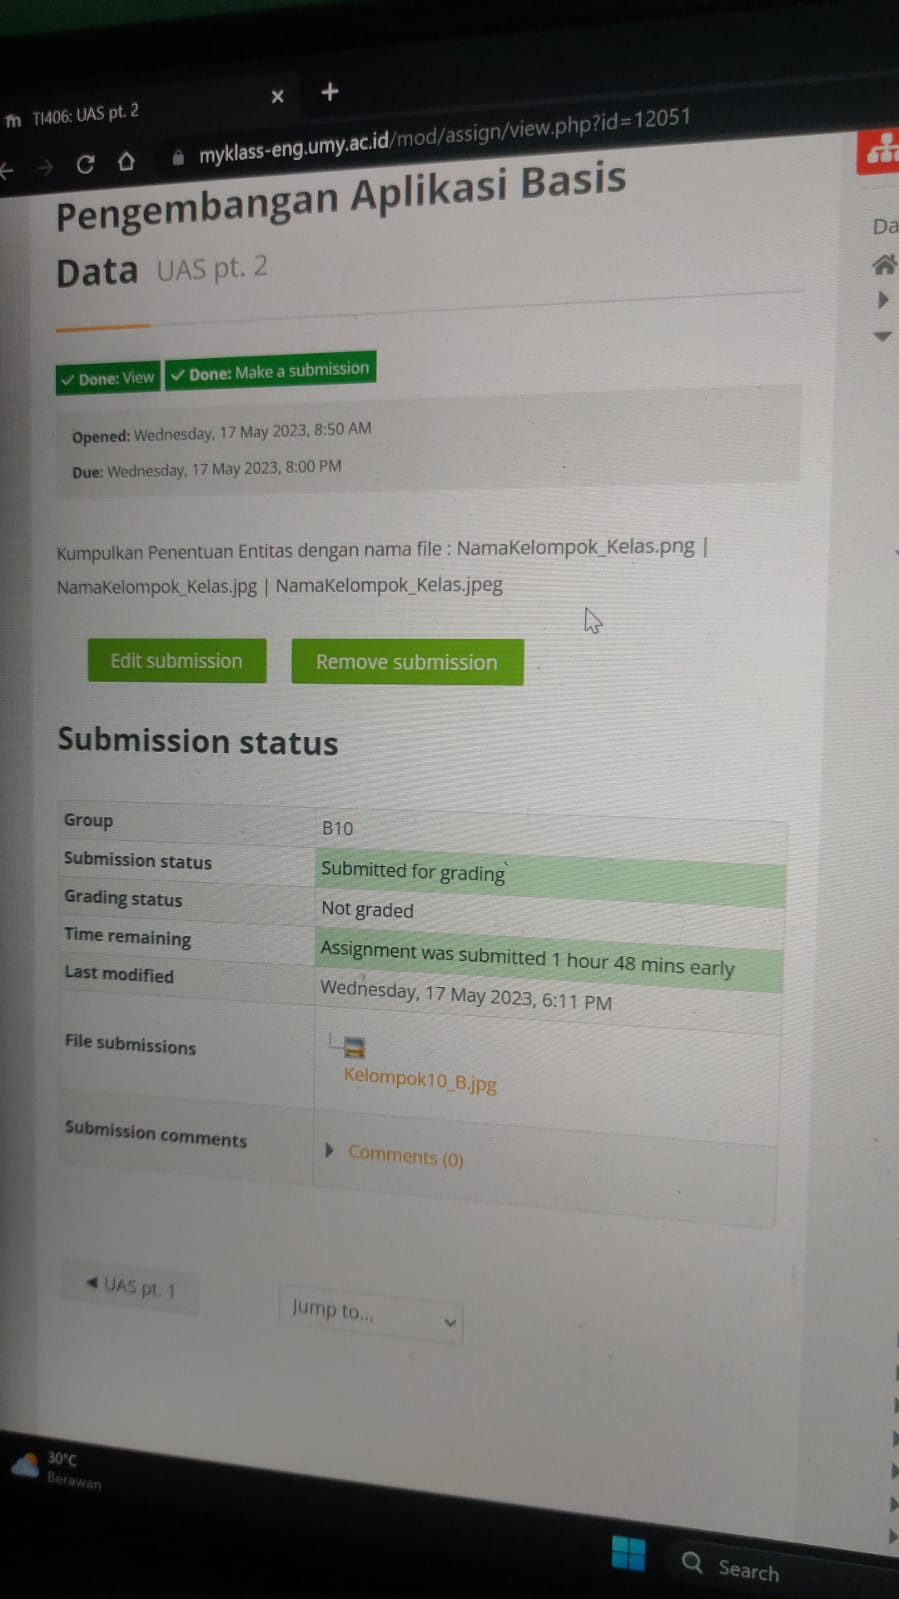 TI406: UAS pt. 2
myklass-eng.umy.ac.id/mod/assign/view.php?id=12051
Pengembangan Aplikasi Basis
Data UAS pt. 2
Da
Done: View Done: Make a submission
Opened: Wednesday, 17 May 2023, 8:50 AM
Due: Wednesday, 17 May 2023, 8:00 PM
Kumpulkan Penentuan Entitas dengan nama file : NamaKelompok_Kelas.png |
NamaKelompok_Kelas.jpg | NamaKelompok_Kelas.jpeg
Edit submission Remove submission
Submission status
Group B10
Submission status Submitted for grading
Grading status Not graded
Time remaining Assignment was submitted 1 hour 48 mins early
Last modified Wednesday, 17 May 2023, 6:11 PM
File submissions Kelompok10_B.jpg
Submission comments Comments (0)
UAS pt. 1 Jump to...
30°C
Berawan
Search